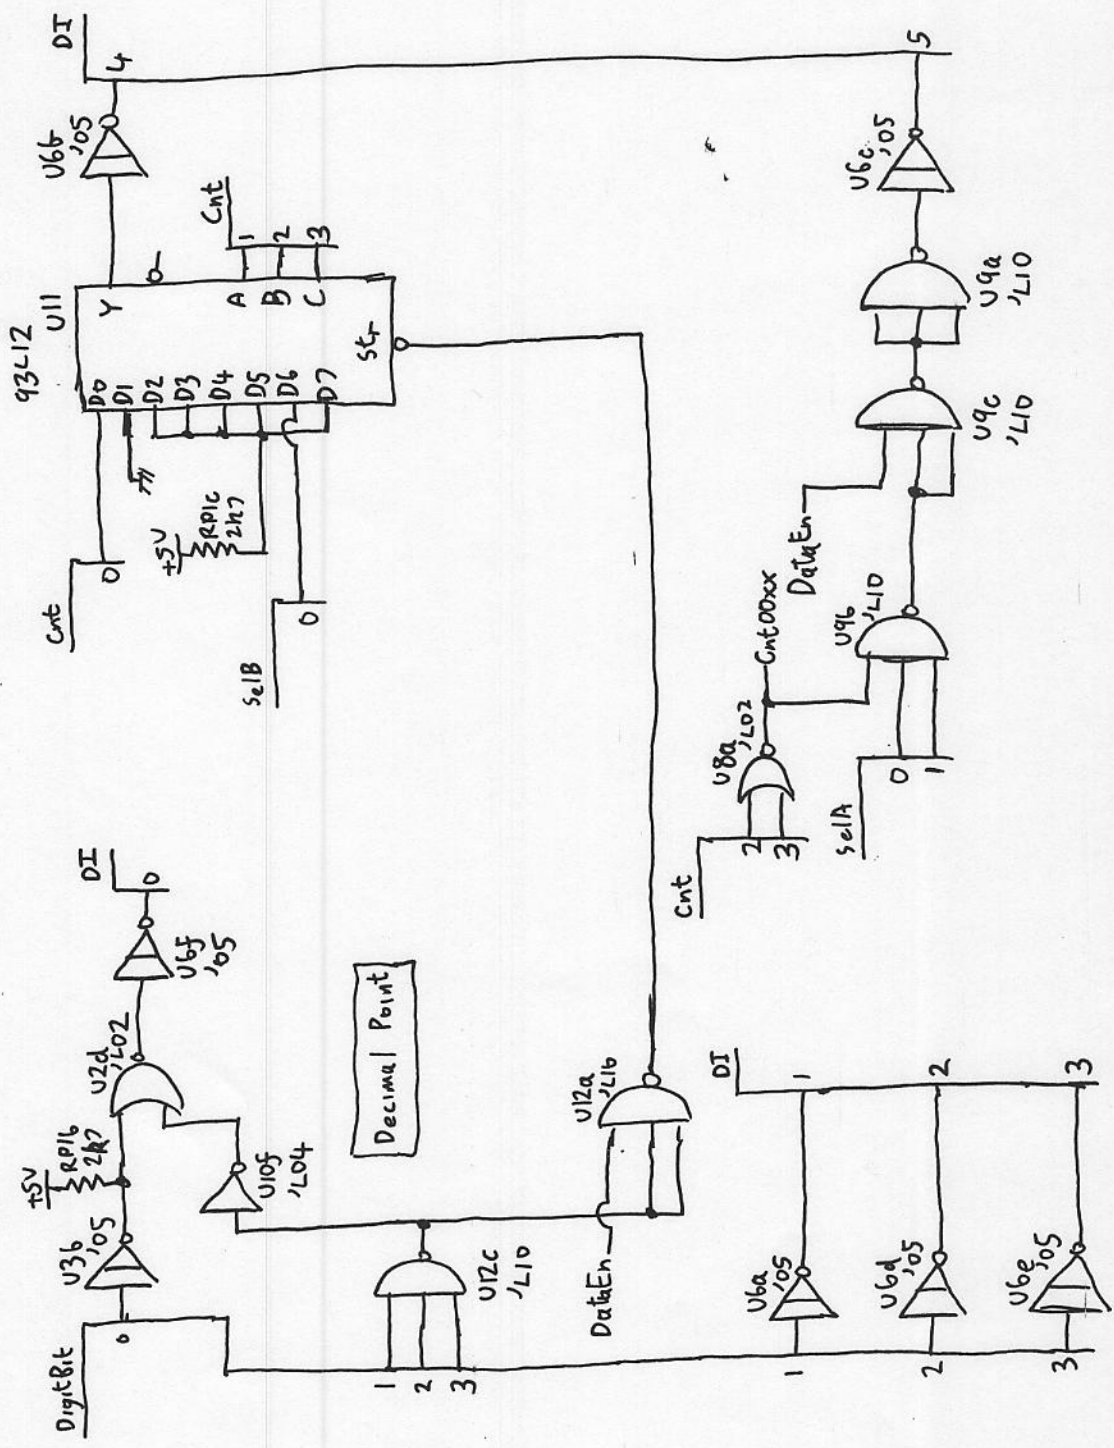 DI
4
U6b
'05
93L12
U11
Y
D0
D1
D2
D3
D4
D5
D6
D7
A
B
C
Str
Cnt
1
2
3
Cnt
0
+5V
RP1c
2k7
SelB
0
5
U6c
'05
U9a
'L10
U9c
'L10
DataEn
Cnt00xx
U9b
'L10
U8a
'L02
Cnt
2
3
SelA
0
1
DI
0
U6f
'05
U2d
'L02
+5V
RP1b
2k7
U3b
'05
U10f
'L04
DigitBit
0
Decimal Point
1
2
3
U12c
'L10
DataEn
U12a
'L10
DI
1
2
3
U6a
'05
U6d
'05
U6e
'05
1
2
3